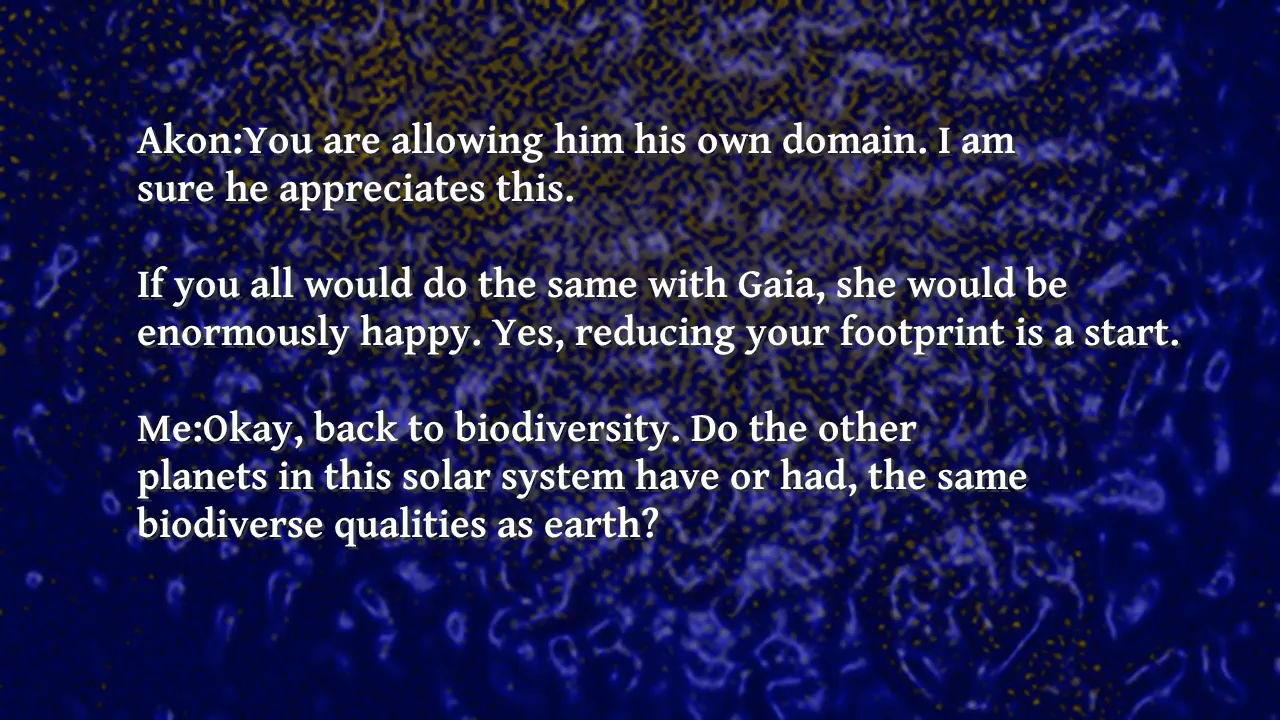 Akon:You are allowing him his own domain. I am
sure he appreciates this.
If you all would do the same with Gaia, she would be
enormously happy. Yes, reducing your footprint is a start.
Me:Okay, back to biodiversity. Do the other
planets in this solar system have or had, the same
biodiverse qualities as earth?